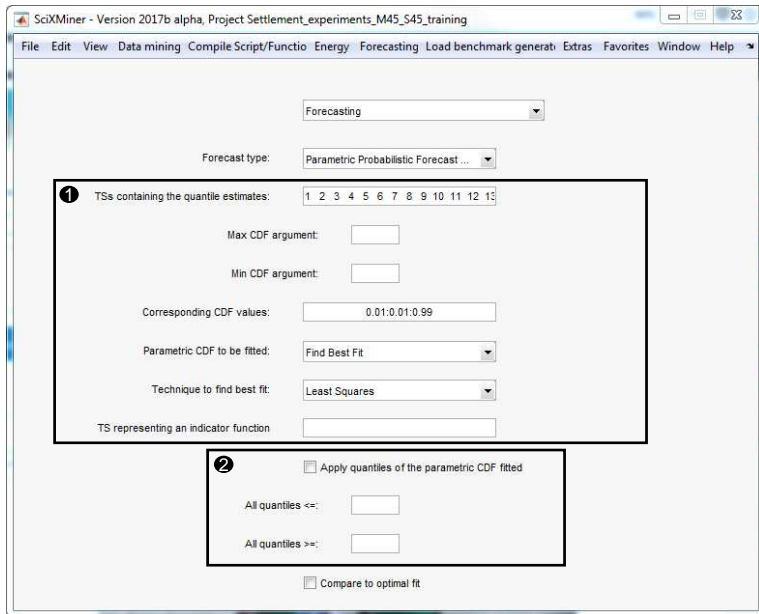 SciXMiner - Version 2017b alpha, Project Settlement_experiments_M45_S45_training
File Edit View Data mining Compile Script/Functio Energy Forecasting Load benchmark generat Extras Favorites Window Help
Forecasting
Forecast type: Parametric Probabilistic Forecast ...
1 TSs containing the quantile estimates: 1 2 3 4 5 6 7 8 9 10 11 12 13
Max CDF argument:
Min CDF argument:
Corresponding CDF values: 0.01:0.01:0.99
Parametric CDF to be fitted: Find Best Fit
Technique to find best fit: Least Squares
TS representing an indicator function
2 Apply quantiles of the parametric CDF fitted
All quantiles <=:
All quantiles >=:
Compare to optimal fit